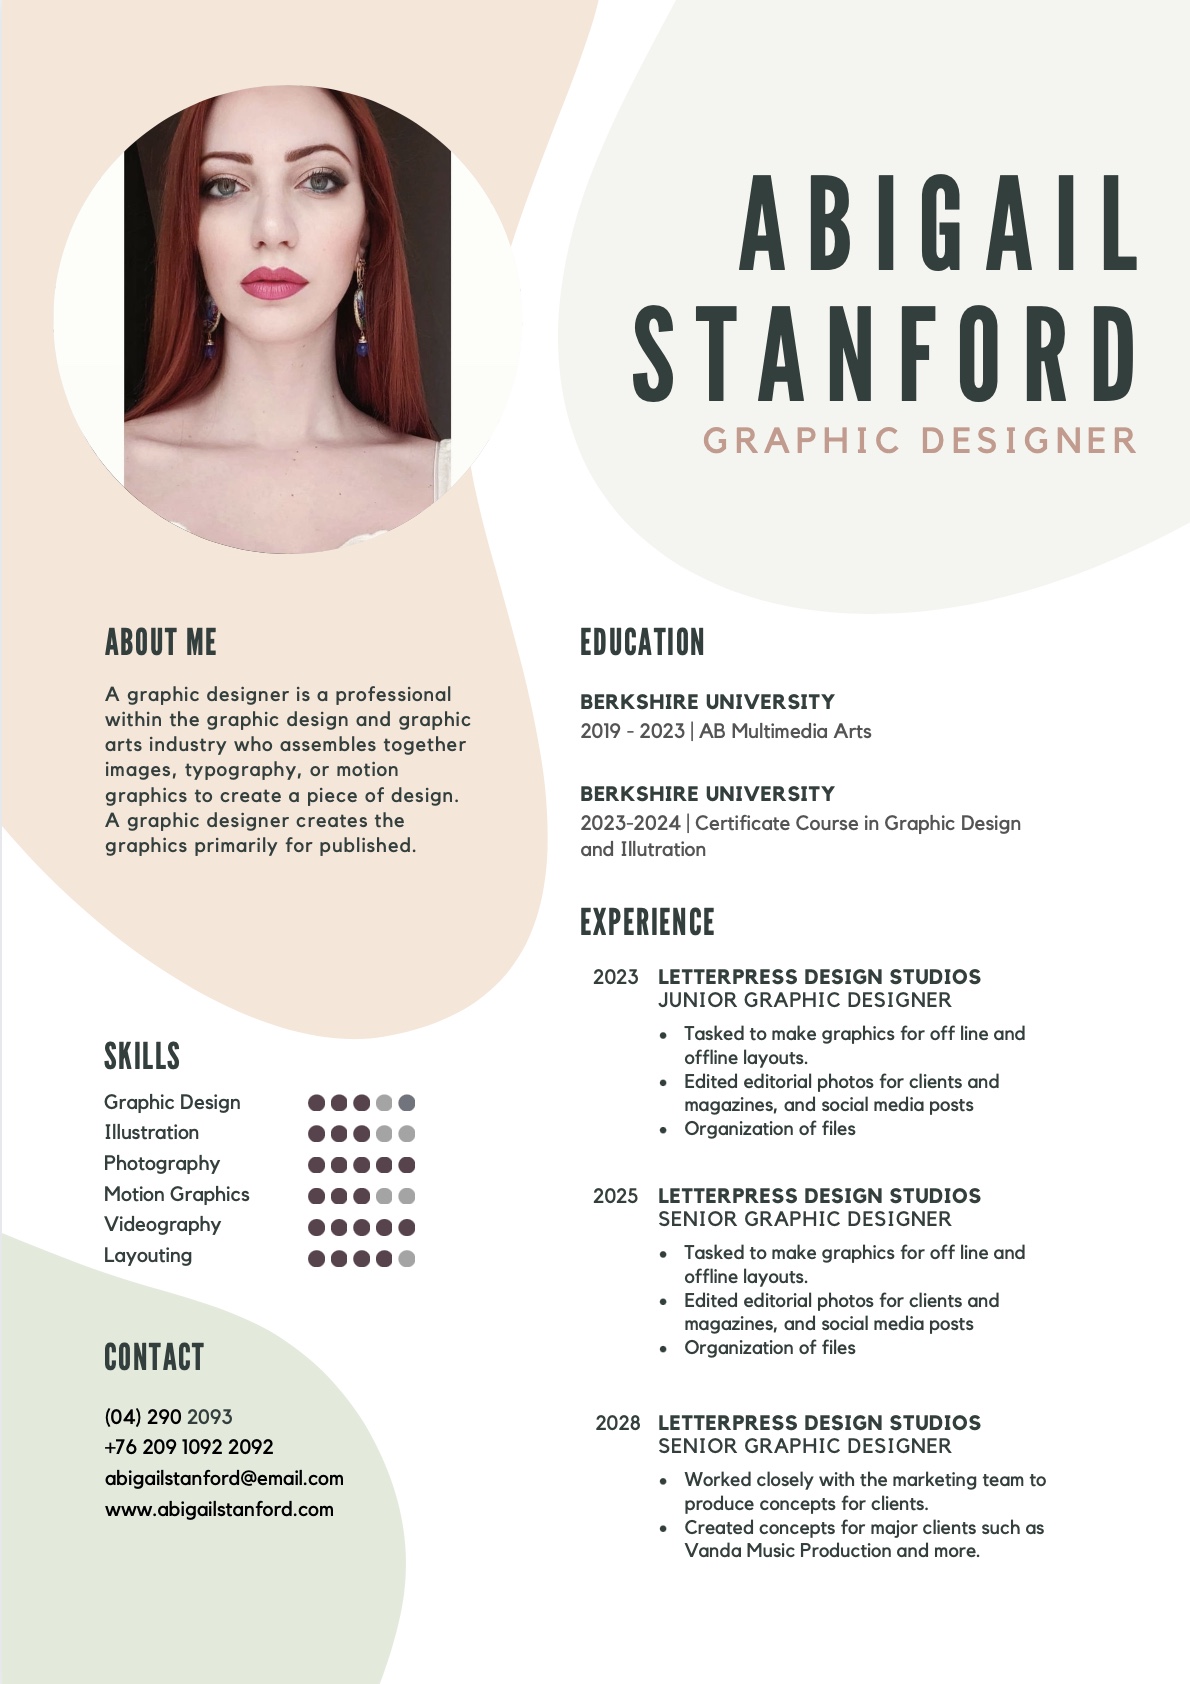 ABIGAIL
STANFORD
GRAPHIC DESIGNER
ABOUT ME
A graphic designer is a professional
within the graphic design and graphic
arts industry who assembles together
images, typography, or motion
graphics to create a piece of design.
A graphic designer creates the
graphics primarily for published.
SKILLS
Graphic Design
Illustration
Photography
Motion Graphics
Videography
Layouting
CONTACT
(04) 290 2093
+76 209 1092 2092
abigailstanford@email.com
www.abigailstanford.com
EDUCATION
BERKSHIRE UNIVERSITY
2019 - 2023 | AB Multimedia Arts
BERKSHIRE UNIVERSITY
2023-2024 | Certificate Course in Graphic Design
and Illutration
EXPERIENCE
2023 LETTERPRESS DESIGN STUDIOS
JUNIOR GRAPHIC DESIGNER
• Tasked to make graphics for off line and
offline layouts.
• Edited editorial photos for clients and
magazines, and social media posts
• Organization of files
2025 LETTERPRESS DESIGN STUDIOS
SENIOR GRAPHIC DESIGNER
• Tasked to make graphics for off line and
offline layouts.
• Edited editorial photos for clients and
magazines, and social media posts
• Organization of files
2028 LETTERPRESS DESIGN STUDIOS
SENIOR GRAPHIC DESIGNER
• Worked closely with the marketing team to
produce concepts for clients.
• Created concepts for major clients such as
Vanda Music Production and more.